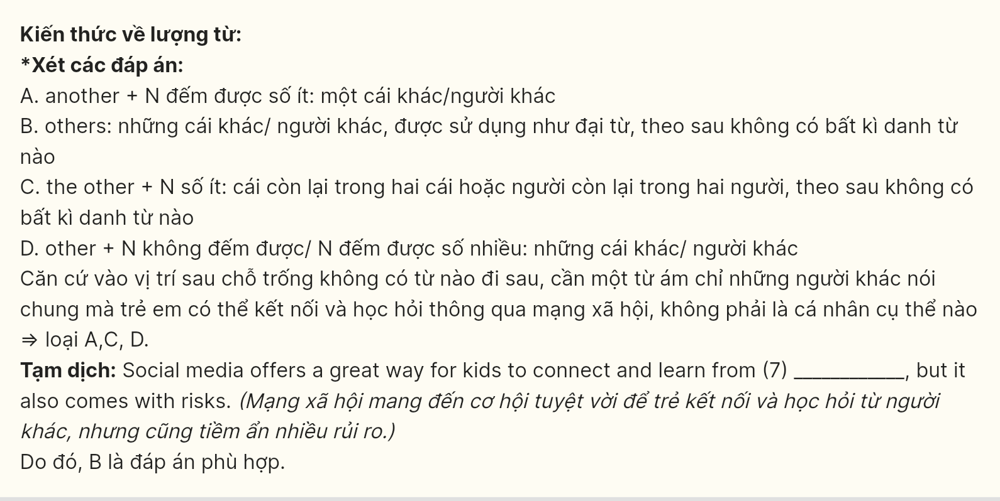 Kiến thức về lượng từ:
*Xét các đáp án:
A. another + N đếm được số ít: một cái khác/người khác
B. others: những cái khác/ người khác, được sử dụng như đại từ, theo sau không có bất kì danh từ
nào
C. the other + N số ít: cái còn lại trong hai cái hoặc người còn lại trong hai người, theo sau không có
bất kì danh từ nào
D. other + N không đếm được/ N đếm được số nhiều: những cái khác/ người khác
Căn cứ vào vị trí sau chỗ trống không có từ nào đi sau, cần một từ ám chỉ những người khác nói
chung mà trẻ em có thể kết nối và học hỏi thông qua mạng xã hội, không phải là cá nhân cụ thể nào
⇒ loại A,C, D.
Tạm dịch: Social media offers a great way for kids to connect and learn from (7) ___________, but it
also comes with risks. (Mạng xã hội mang đến cơ hội tuyệt vời để trẻ kết nối và học hỏi từ người
khác, nhưng cũng tiềm ẩn nhiều rủi ro.)
Do đó, B là đáp án phù hợp.